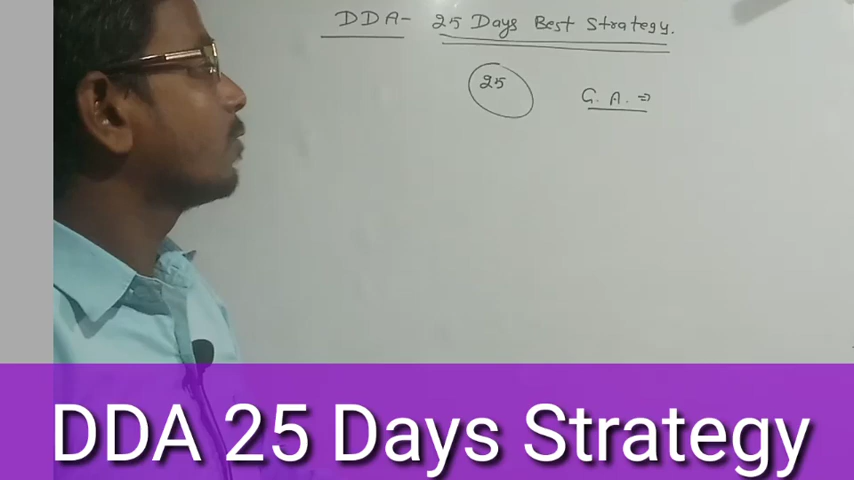 DDA- 25 Days Best Strategy.
25 G. A. ⇒
DDA 25 Days Strategy